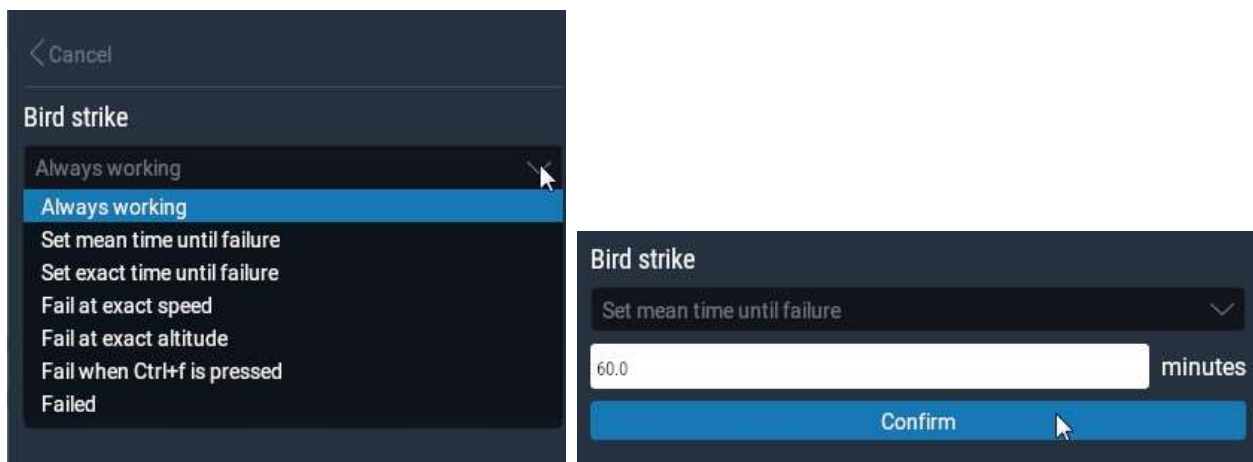 Cancel
Bird strike
Always working
Always working
Set mean time until failure
Set exact time until failure
Fail at exact speed
Fail at exact altitude
Fail when Ctrl+f is pressed
Failed
Bird strike
Set mean time until failure
60.0 minutes
Confirm